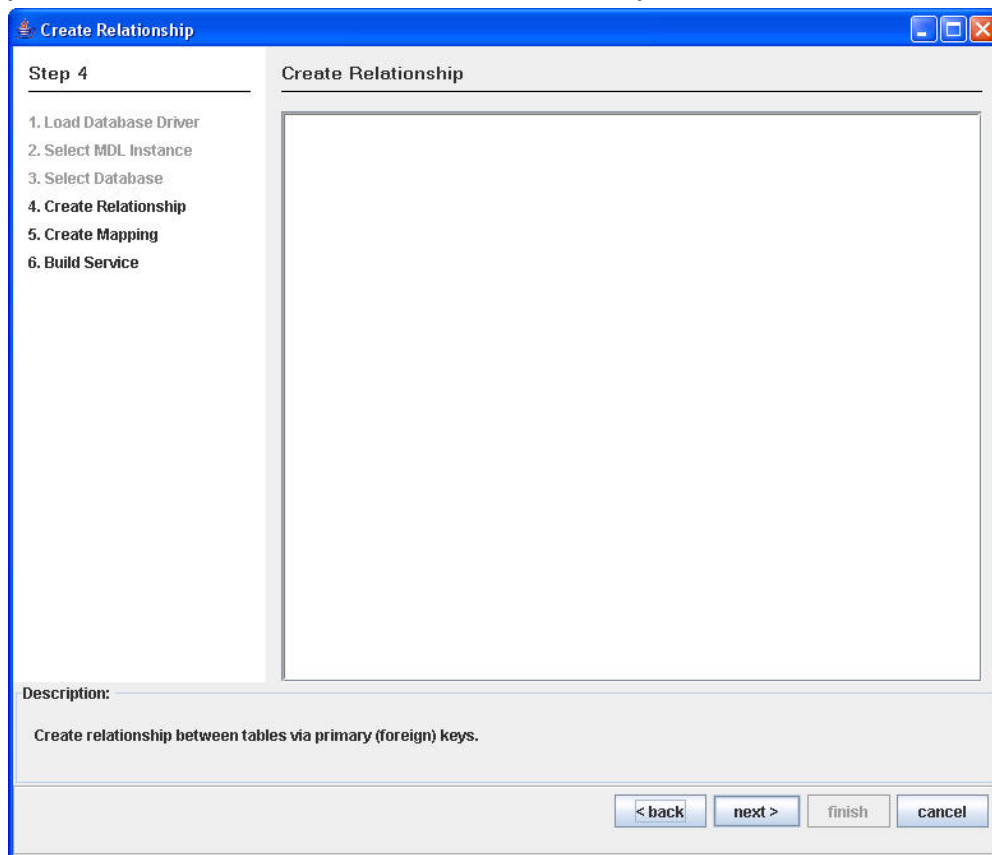 Create Relationship
Step 4
Create Relationship
1. Load Database Driver
2. Select MDL Instance
3. Select Database
4. Create Relationship
5. Create Mapping
6. Build Service
Description:
Create relationship between tables via primary (foreign) keys.
< back
next >
finish
cancel